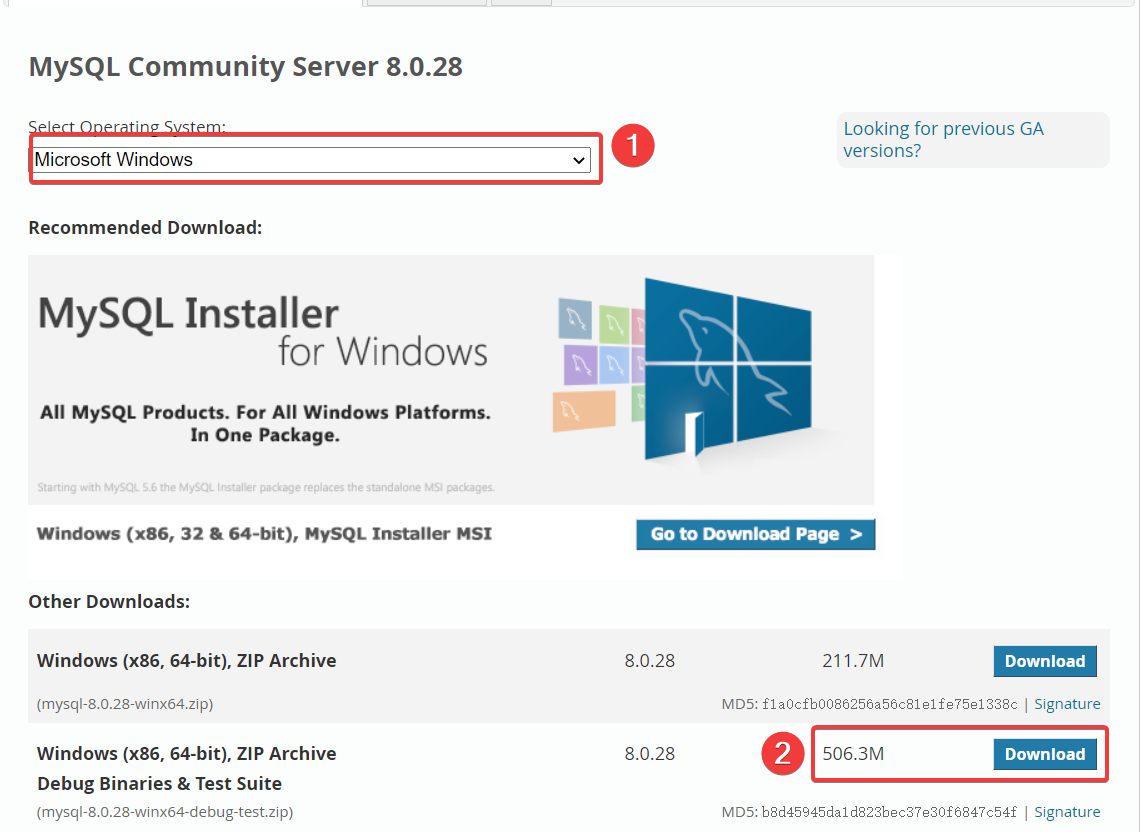 MySQL Community Server 8.0.28
Select Operating System:
Microsoft Windows
1
Looking for previous GA
versions?
Recommended Download:
MySQL Installer
for Windows
All MySQL Products. For All Windows Platforms.
In One Package.
Starting with MySQL 5.6 the MySQL Installer package replaces the standalone MSI packages.
Windows (x86, 32 & 64-bit), MySQL Installer MSI
Go to Download Page >
Other Downloads:
Windows (x86, 64-bit), ZIP Archive 8.0.28 211.7M Download
(mysql-8.0.28-winx64.zip) MD5: f1a0cfb0086256a56c81e1fe75e1338c | Signature
Windows (x86, 64-bit), ZIP Archive 8.0.28 2 506.3M Download
Debug Binaries & Test Suite
(mysql-8.0.28-winx64-debug-test.zip) MD5: b8d45945da1d823bec37e30f6847c54f | Signature